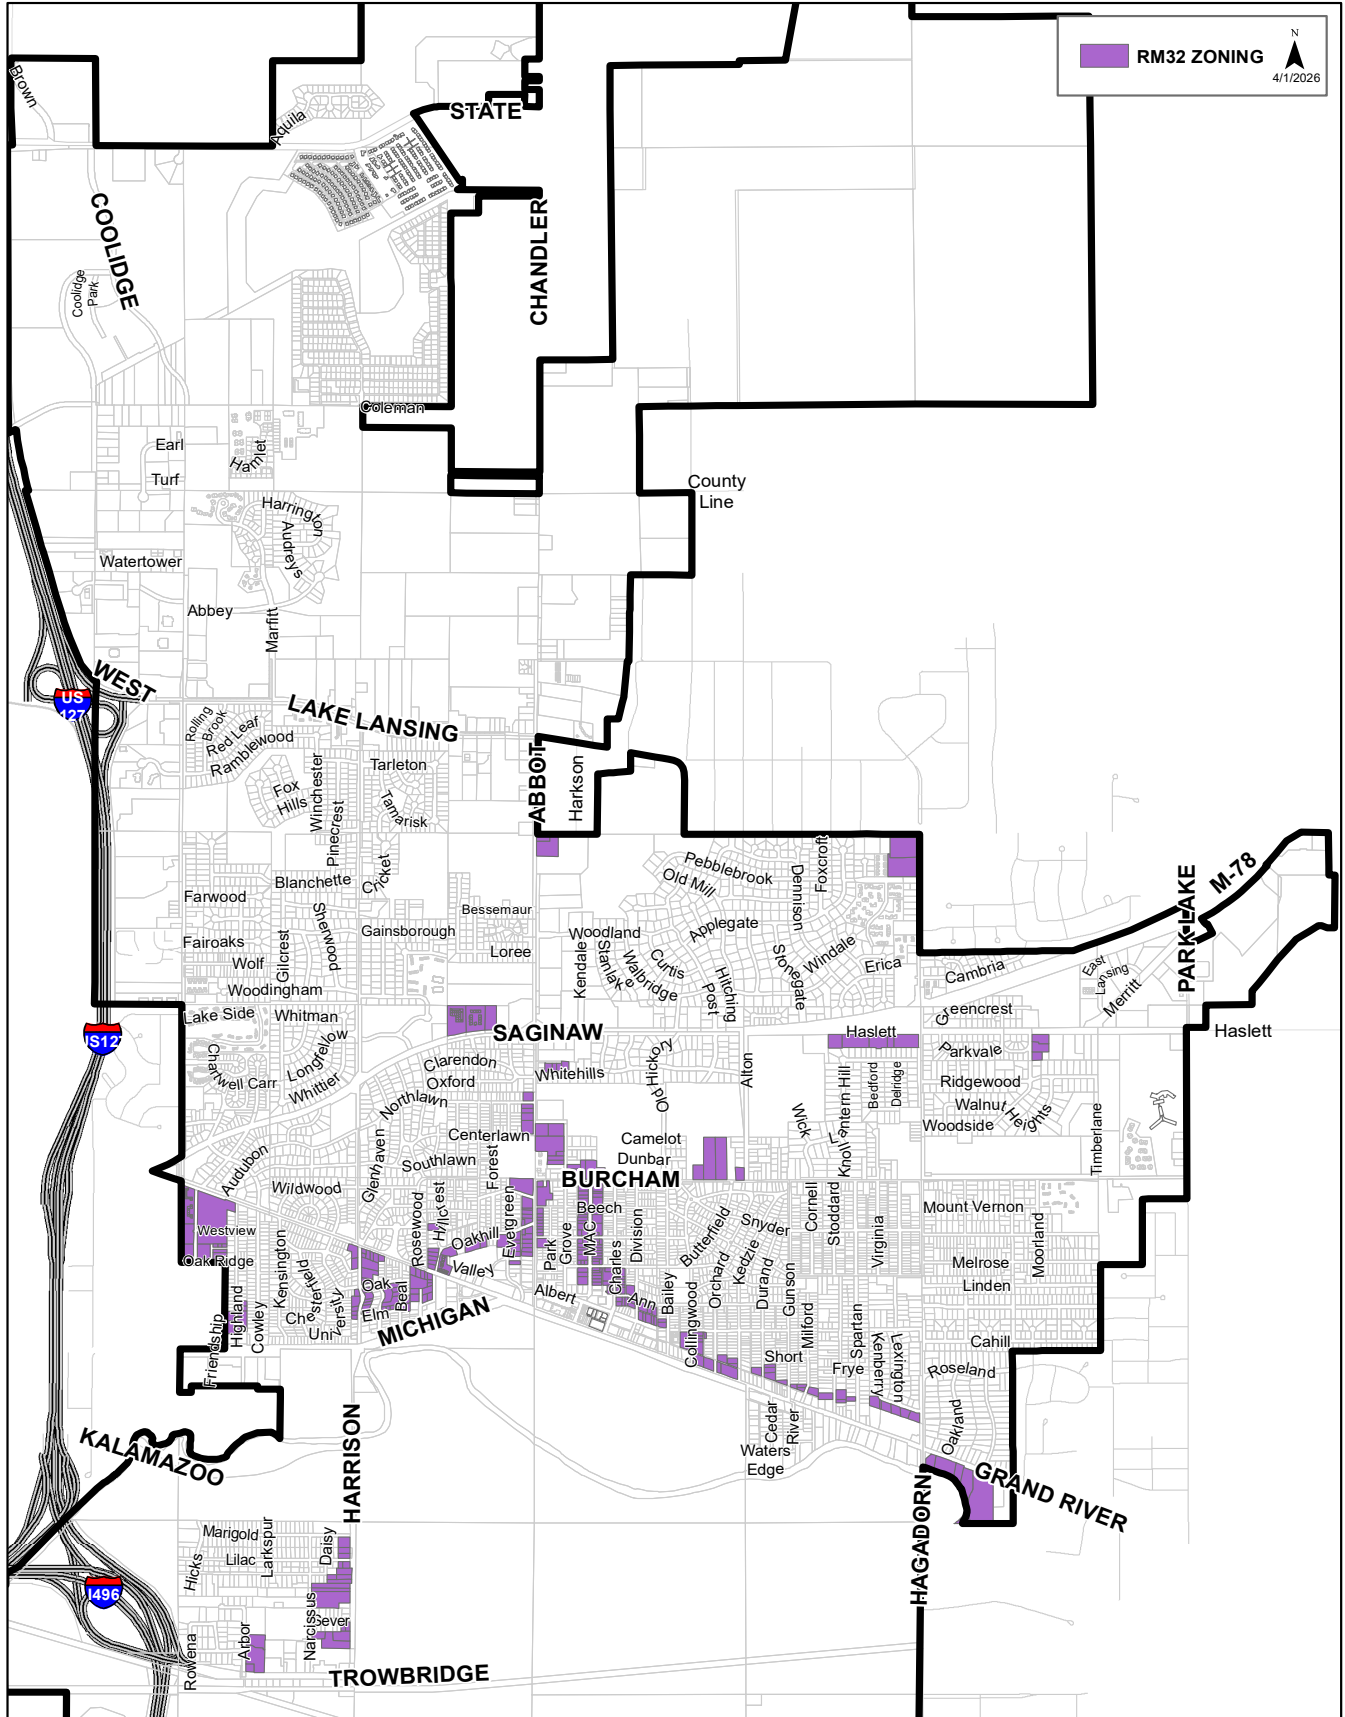 RM32 ZONING
N
4/1/2026
Brown
Aquila
STATE
COOLIDGE
Coolidge
Park
CHANDLER
Coleman
Earl
Hamlet
Turf
Harrington
Audreys
County
Line
Watertower
Abbey
Marfitt
WEST
US
127
LAKE LANSING
Rolling
Brook
Red Leaf
Ramblewood
Fox
Hills
Winchester
Pinecrest
Tarleton
Tamarisk
ABBOT
Harkson
Cricket
Blanchette
Farwood
Sherwood
Bessemaur
Gainsborough
Fairoaks
Wolf
Gilcrest
Loree
Woodingham
Pebblebrook
Old Mill
Dennison
Foxcroft
Applegate
Woodland
Kendale
Stanlake
Walbridge
Curtis
Hitching
Post
Stonegate
Windale
Erica
Cambria
East
Lansing
Merritt
PARK LAKE
M-78
Lake Side
Whitman
SAGINAW
Greencrest
Haslett
Haslett
US127
Chartwell Carr
Longfellow
Whittier
Clarendon
Oxford
Northlawn
Whitehills
Old Hickory
Alton
Parkvale
Ridgewood
Walnut Heights
Woodside
Bedford
Delridge
Lantern Hill
Wick
Knoll
Timberlane
Centerlawn
Camelot
Dunbar
Audubon
Glenhaven
Southlawn
Forest
BURCHAM
Wildwood
Westview
Oak Ridge
Kensington
Chesterfield
University
Rosewood
Hillcrest
Oakhill
Evergreen
Valley
Park
Grove
Beech
MAC
Charles
Division
Butterfield
Snyder
Cornell
Stoddard
Virginia
Mount Vernon
Moorland
Melrose
Linden
Orchard
Kedzie
Durand
Gunson
Milford
Bailey
Collingwood
Albert
Ann
Oak
Elm
Beal
MICHIGAN
Highland
Cowley
Friendship
Short
Spartan
Frye
Kenberry
Lexington
Cahill
Roseland
Oakland
Cedar
River
Waters
Edge
KALAMAZOO
HARRISON
GRAND RIVER
HAGADORN
Marigold
Lilac
Larkspur
Daisy
Hicks
I496
Narcissus
Sever
Arbor
Rowena
TROWBRIDGE